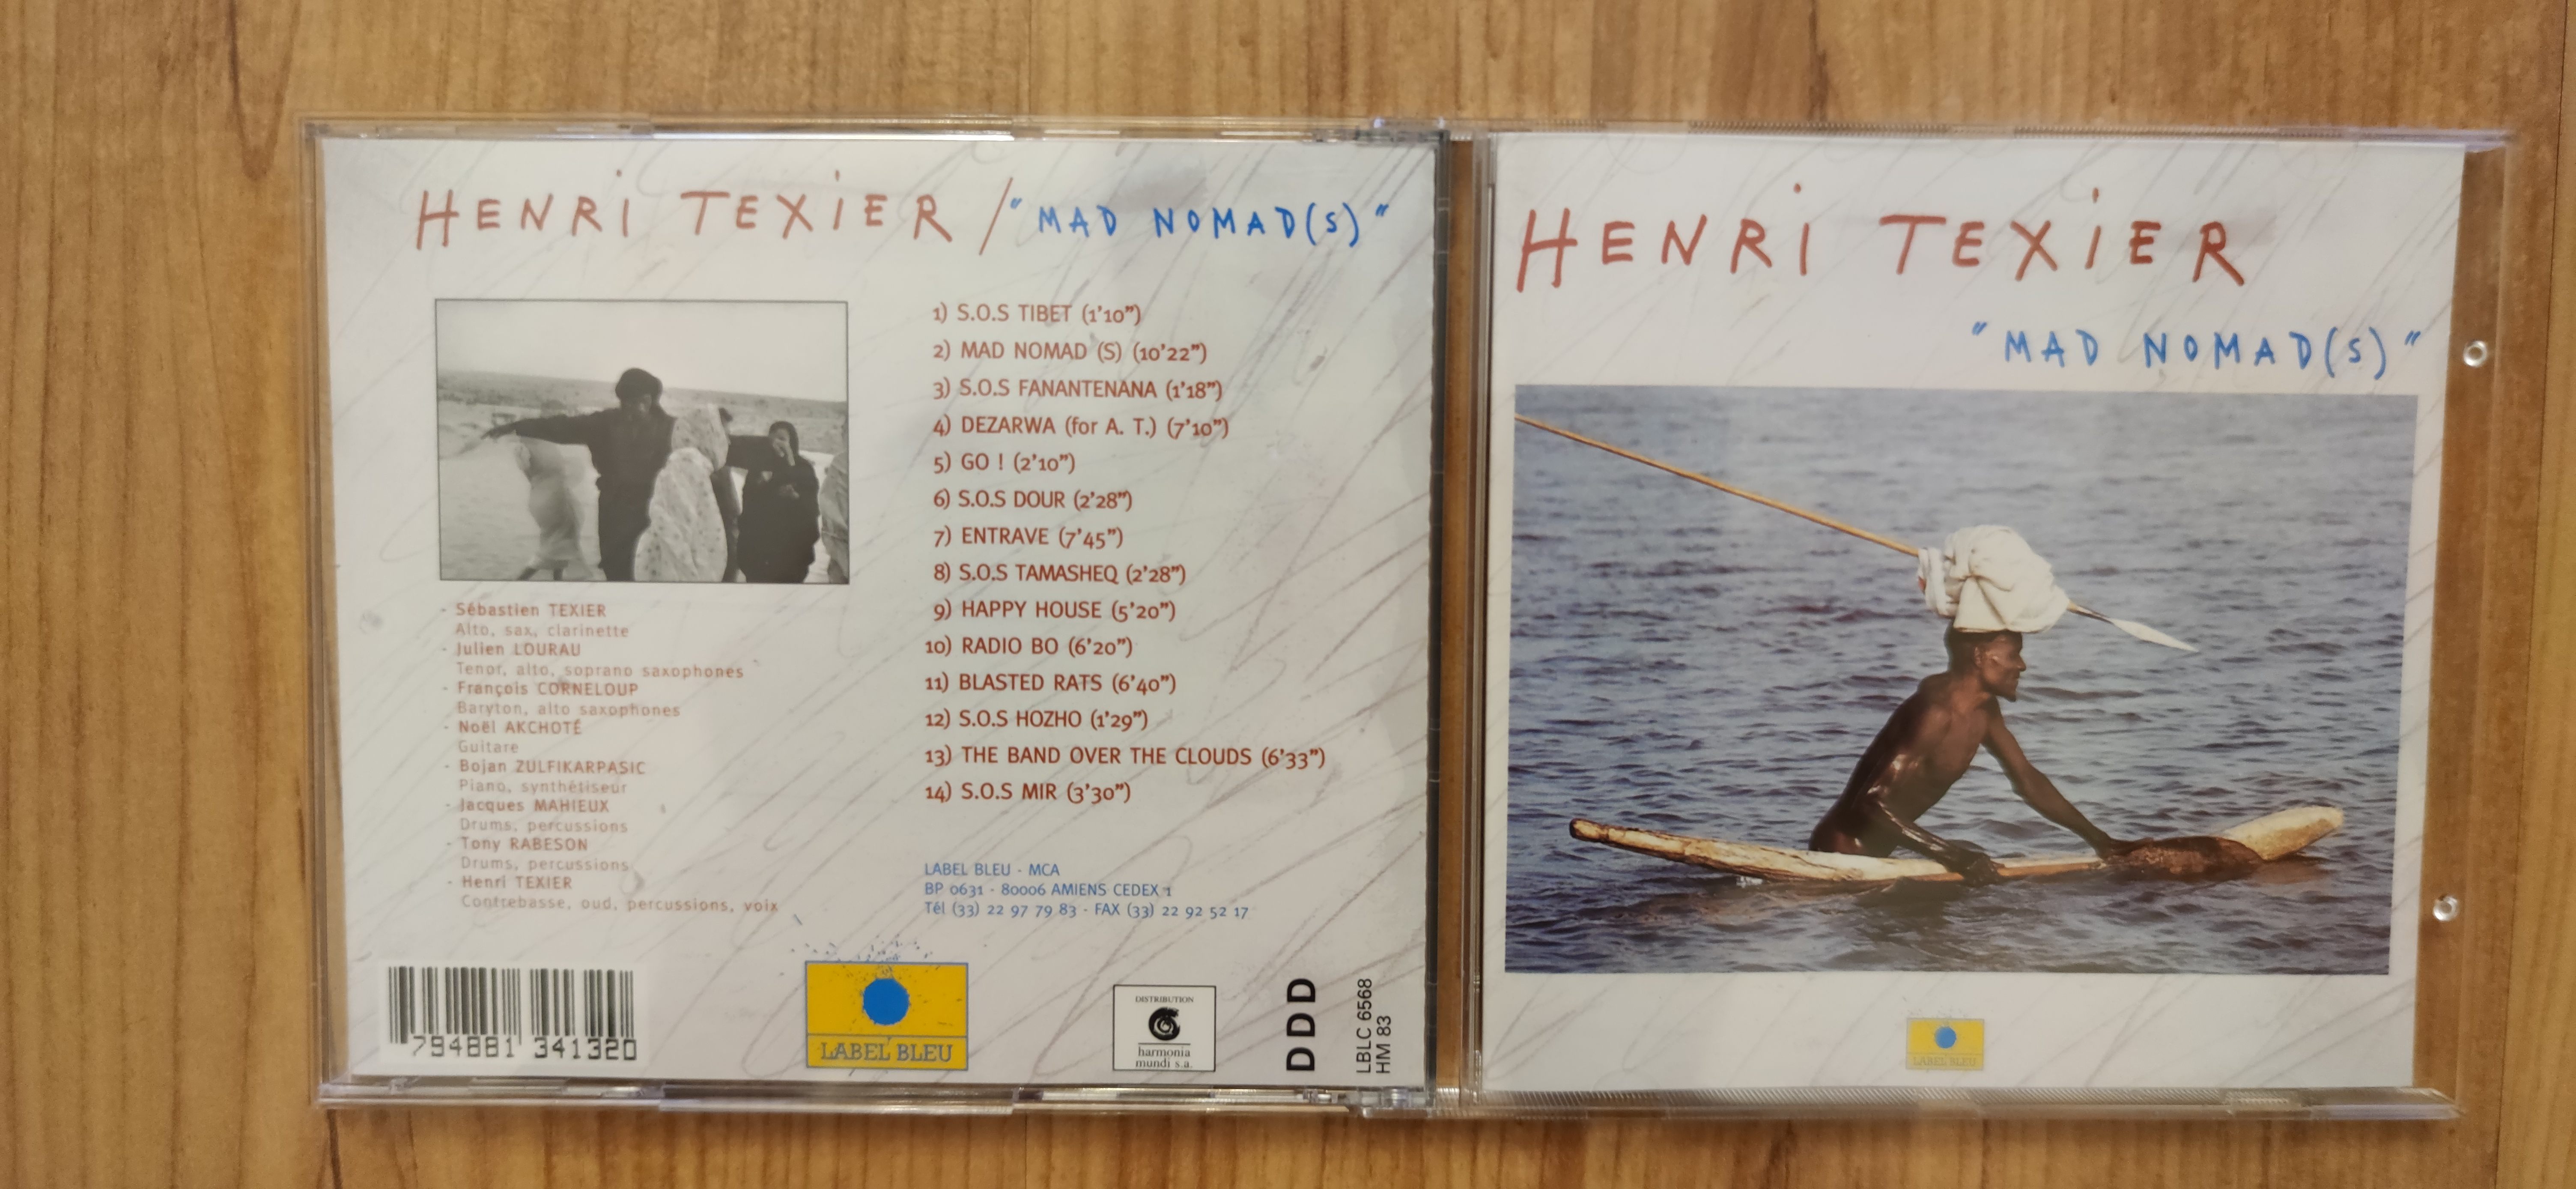 HENRi TEXiER / "MAD NOMAD(S)"
1) S.O.S TIBET (1'10")
2) MAD NOMAD (S) (10'22")
3) S.O.S FANANTENANA (1'18")
4) DEZARWA (for A. T.) (7'10")
5) GO ! (2'10")
6) S.O.S DOUR (2'28")
7) ENTRAVE (7'45")
8) S.O.S TAMASHEQ (2'28")
9) HAPPY HOUSE (5'20")
10) RADIO BO (6'20")
11) BLASTED RATS (6'40")
12) S.O.S HOZHO (1'29")
13) THE BAND OVER THE CLOUDS (6'33")
14) S.O.S MIR (3'30")
- Sébastien TEXIER
Alto, sax, clarinette
- Julien LOURAU
Tenor, alto, soprano saxophones
- François CORNELOUP
Baryton, alto saxophones
- Noël AKCHOTÉ
Guitare
- Bojan ZULFIKARPASIC
Piano, synthétiseur
- Jacques MAHIEUX
Drums, percussions
- Tony RABESON
Drums, percussions
- Henri TEXIER
Contrebasse, oud, percussions, voix
LABEL BLEU - MCA
BP 0631 - 80006 AMIENS CEDEX 1
Tél (33) 22 97 79 83 - FAX (33) 22 92 52 17
794881 341320
LABEL BLEU
DISTRIBUTION
harmonia
mundi s.a.
DDD
LBLC 6568
HM 83
HENRi TEXiER
"MAD NOMAD(S)"
LABEL BLEU